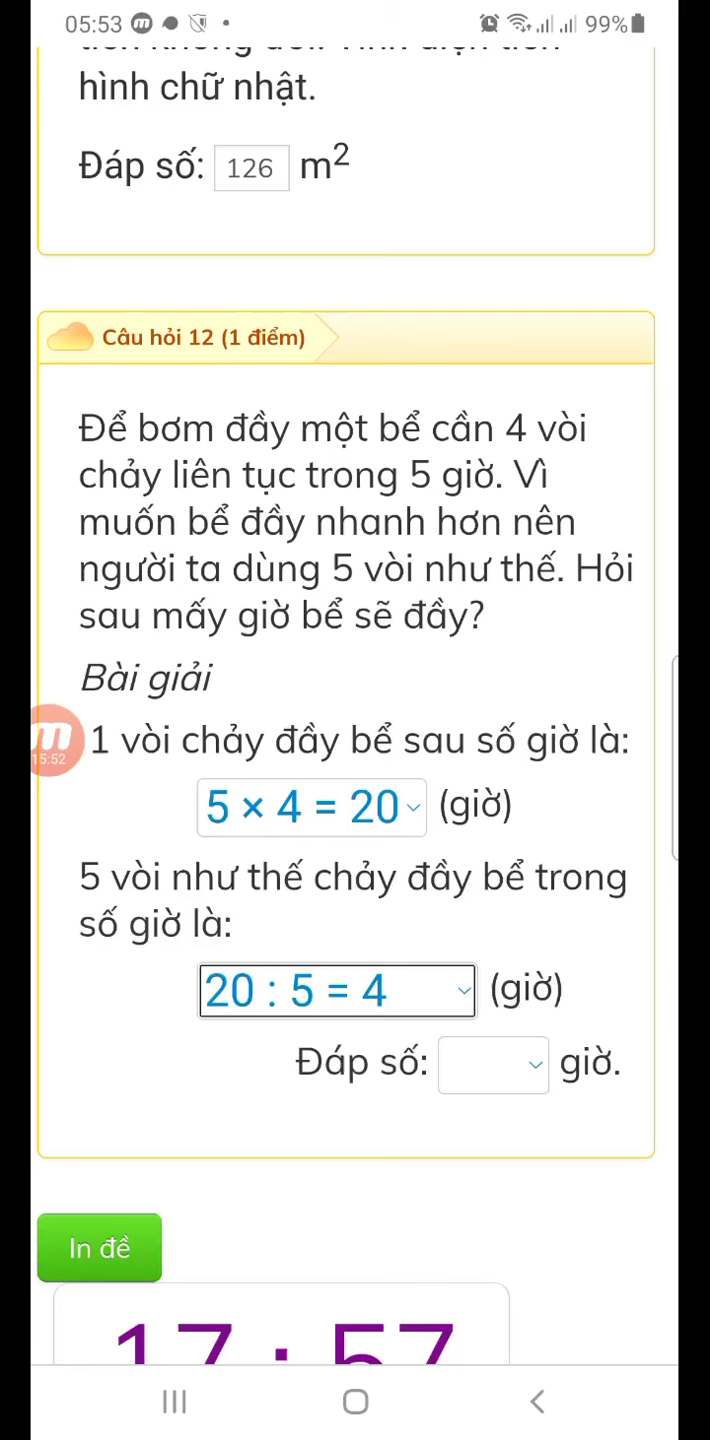 05:53
99%
hình chữ nhật.
Đáp số: 126 m²
Câu hỏi 12 (1 điểm)
Để bơm đầy một bể cần 4 vòi
chảy liên tục trong 5 giờ. Vì
muốn bể đầy nhanh hơn nên
người ta dùng 5 vòi như thế. Hỏi
sau mấy giờ bể sẽ đầy?
Bài giải
15:52
1 vòi chảy đầy bể sau số giờ là:
5 × 4 = 20 (giờ)
5 vòi như thế chảy đầy bể trong
số giờ là:
20 : 5 = 4 (giờ)
Đáp số: giờ.
In đề
17 : 57